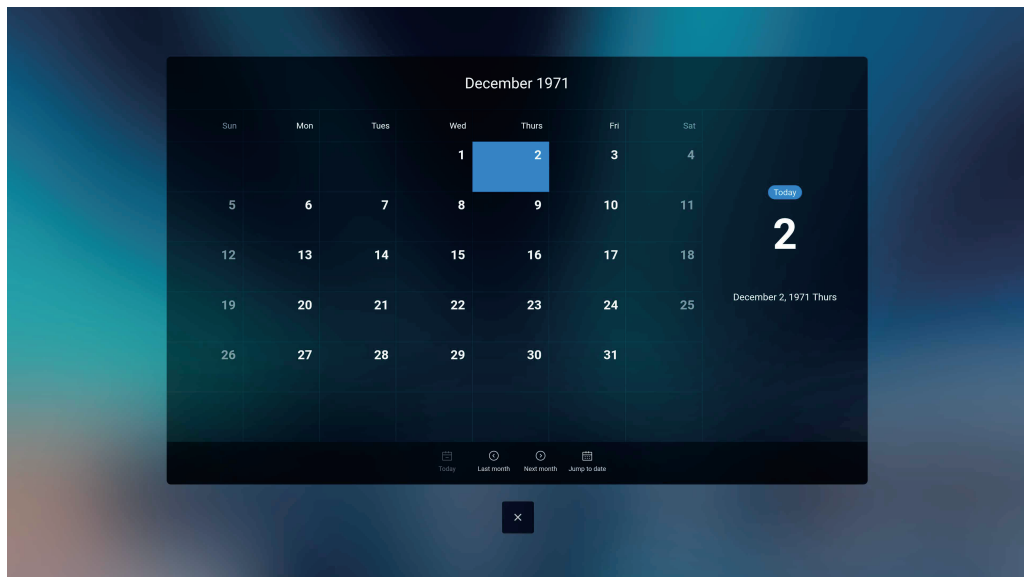 December 1971
Sun Mon Tues Wed Thurs Fri Sat
1 2 3 4
5 6 7 8 9 10 11
12 13 14 15 16 17 18
19 20 21 22 23 24 25
26 27 28 29 30 31
Today
2
December 2, 1971 Thurs
Today Last month Next month Jump to date